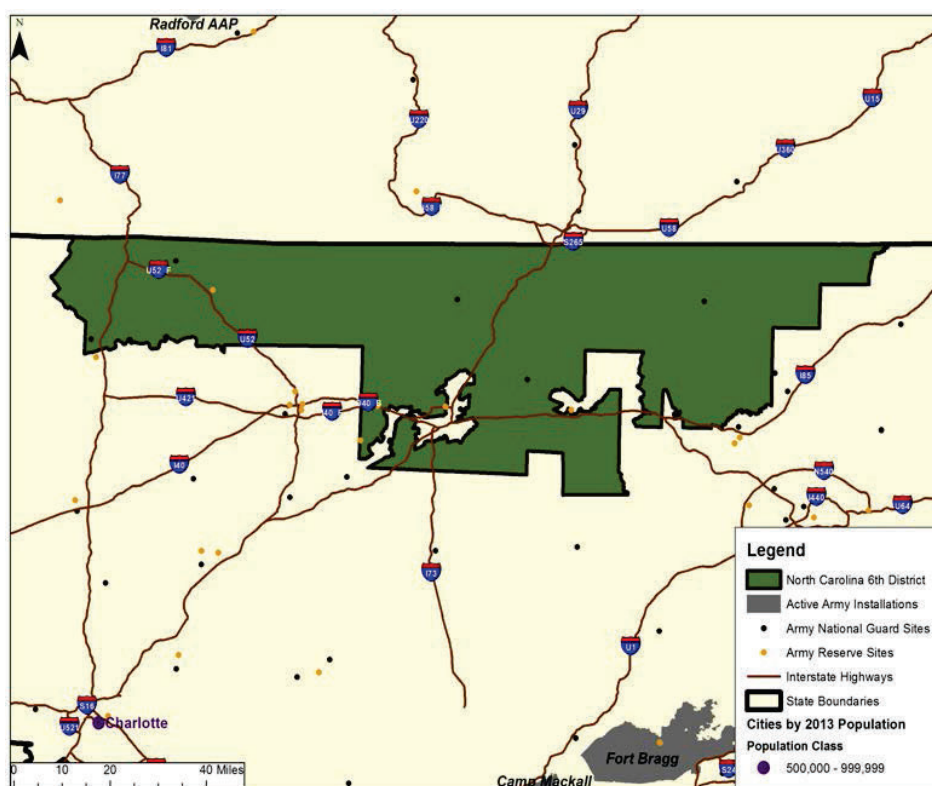 N
Radford AAP
I81
U220
U29
U15
U360
I77
I58
U58
S265
U52 F
U52
I85
U421
I40
N540
I440
U64
I73
U1
S16
Charlotte
U521
Fort Bragg
Camp Mackall
S24
0 10 20 40 Miles
Legend
North Carolina 6th District
Active Army Installations
Army National Guard Sites
Army Reserve Sites
Interstate Highways
State Boundaries
Cities by 2013 Population
Population Class
500,000 - 999,999